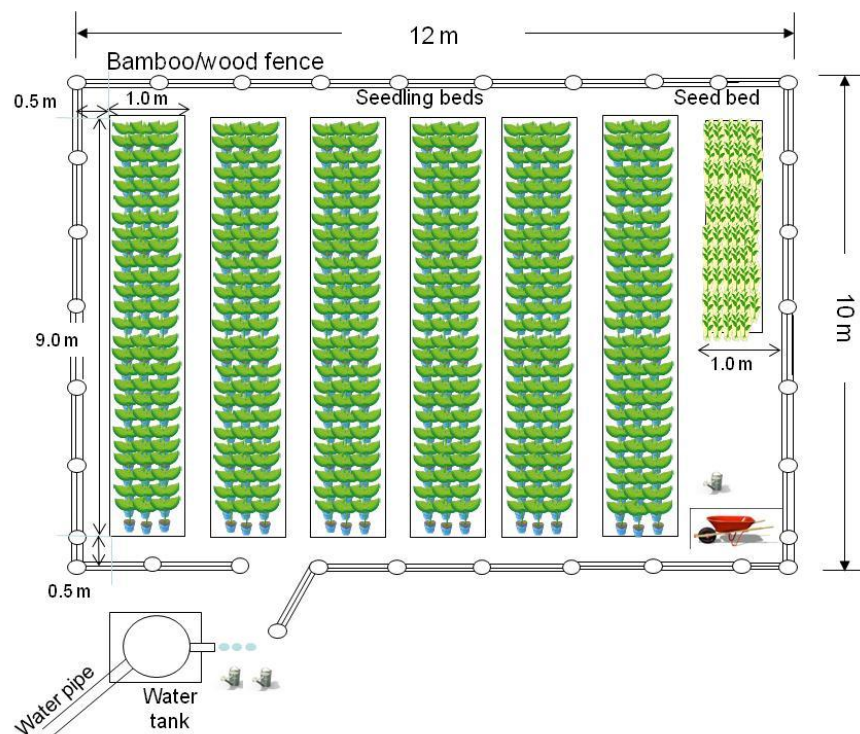 12 m
Bamboo/wood fence
0.5 m
1.0 m
Seedling beds
Seed bed
9.0 m
10 m
1.0 m
0.5 m
Water pipe
Water
tank